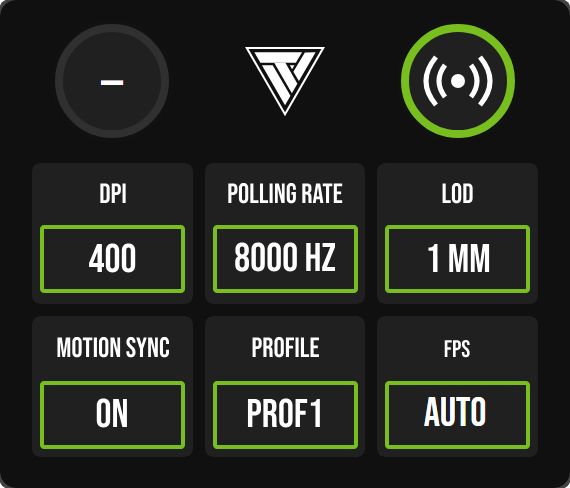 –
DPI
POLLING RATE
LOD
400
8000 HZ
1 MM
MOTION SYNC
PROFILE
FPS
ON
PROF1
AUTO